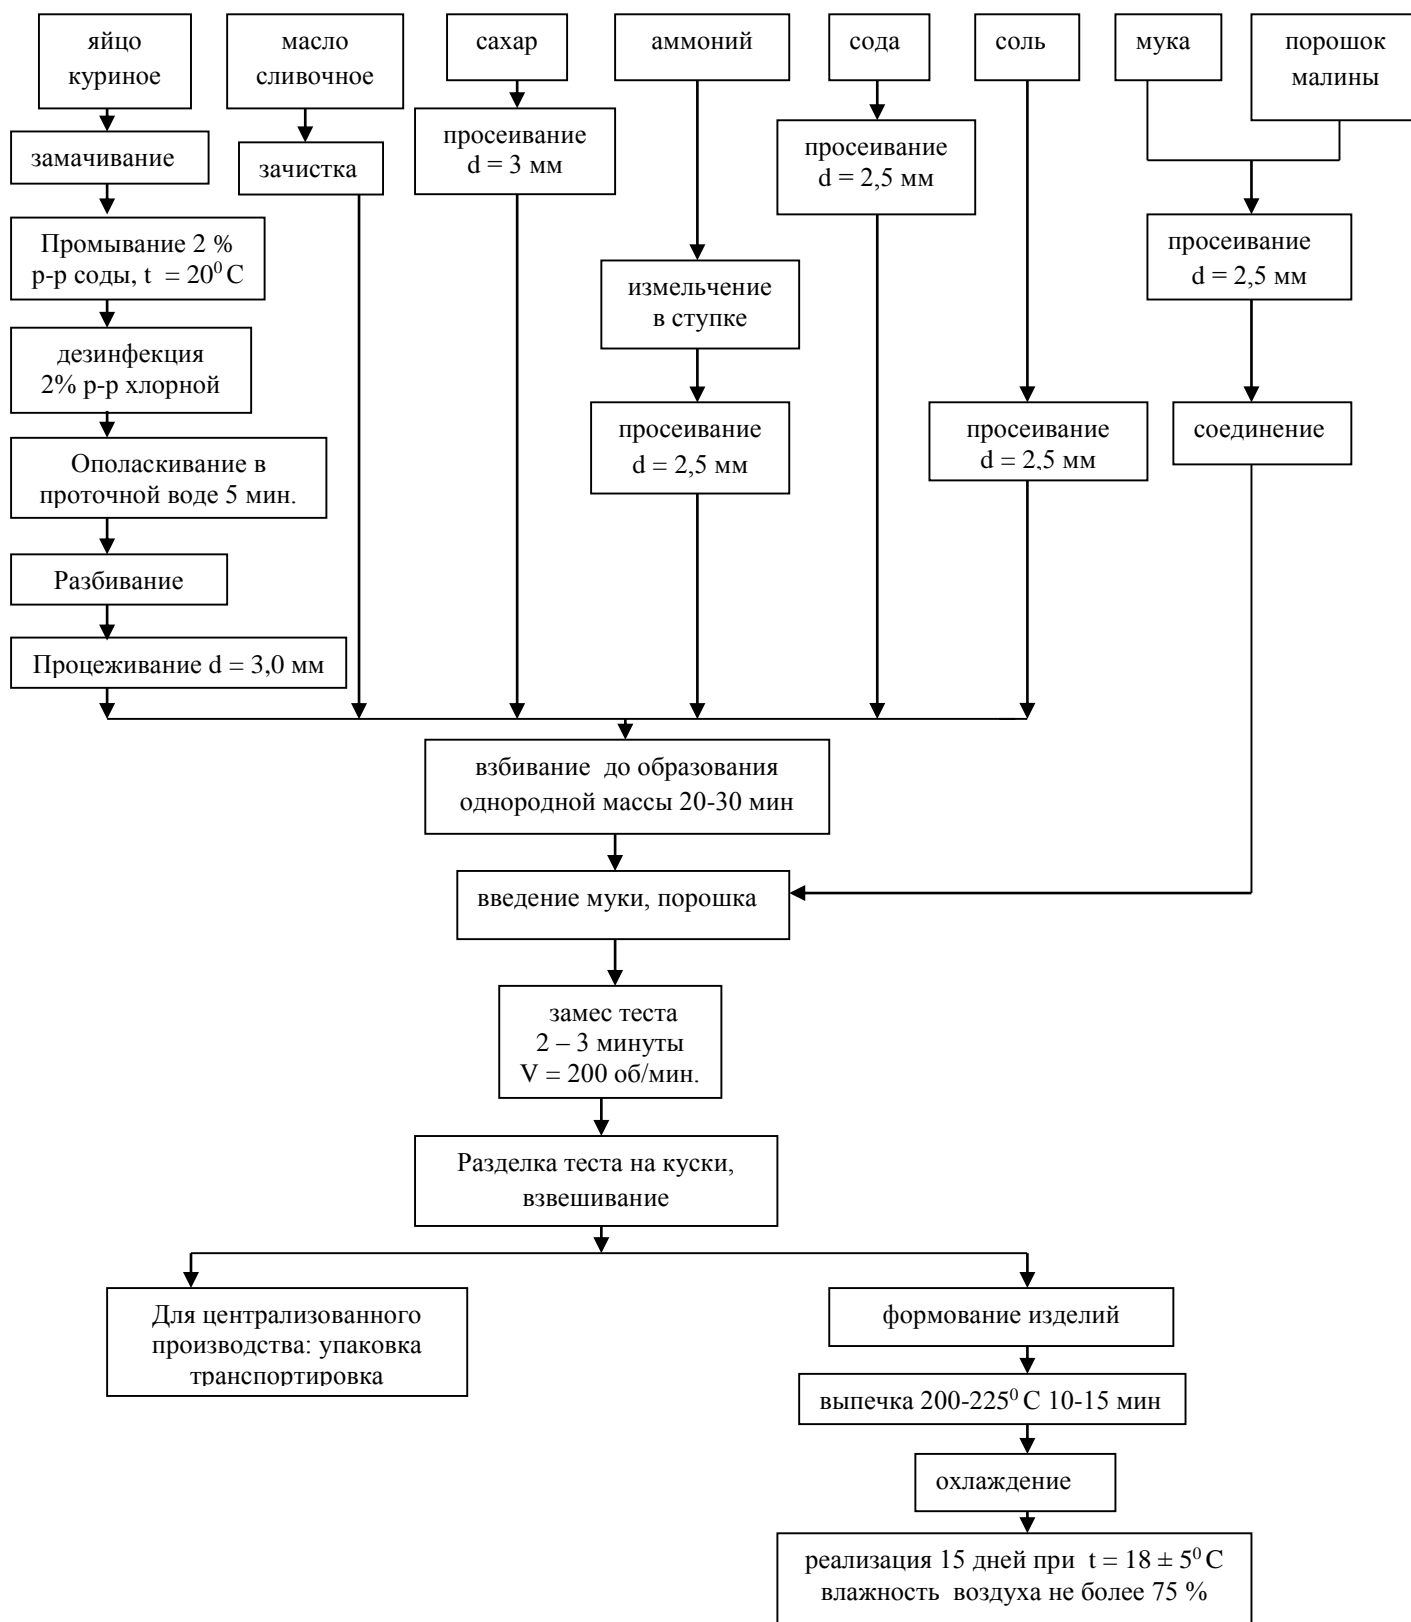 яйцо
куриное
масло
сливочное
сахар
аммоний
сода
соль
мука
порошок
малины
замачивание
зачистка
просеивание
d = 3 мм
просеивание
d = 2,5 мм
Промывание 2 %
р-р соды, t  = 20⁰ С
измельчение
в ступке
просеивание
d = 2,5 мм
дезинфекция
2% р-р хлорной
просеивание
d = 2,5 мм
просеивание
d = 2,5 мм
соединение
Ополаскивание в
проточной воде 5 мин.
Разбивание
Процеживание d = 3,0 мм
взбивание  до образования
однородной массы 20-30 мин
введение муки, порошка
замес теста
2 – 3 минуты
V = 200 об/мин.
Разделка теста на куски,
взвешивание
Для централизованного
производства: упаковка
транспортировка
формование изделий
выпечка 200-225⁰ С 10-15 мин
охлаждение
реализация 15 дней при  t = 18 ± 5⁰ С
влажность  воздуха не более 75 %